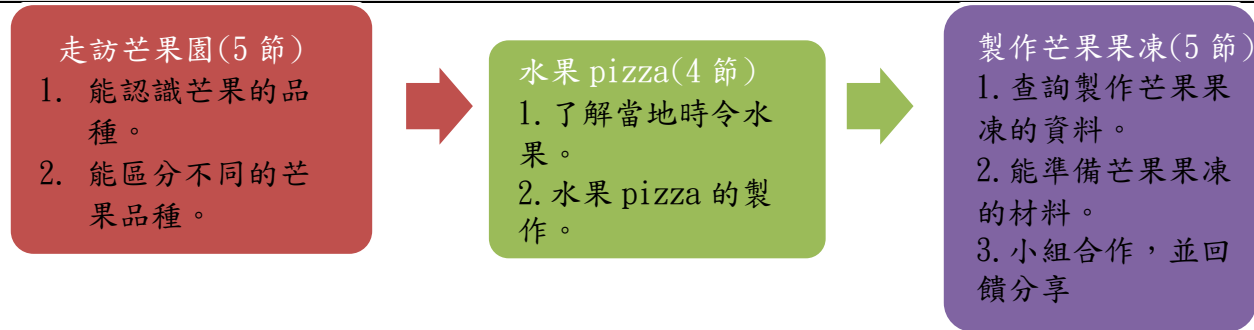 走訪芒果園(5 節)
1. 能認識芒果的品
種。
2. 能區分不同的芒
果品種。
水果 pizza(4 節)
1.了解當地時令水
果。
2.水果 pizza 的製
作。
製作芒果果凍(5 節)
1.查詢製作芒果果
凍的資料。
2.能準備芒果果凍
的材料。
3.小組合作，並回
饋分享